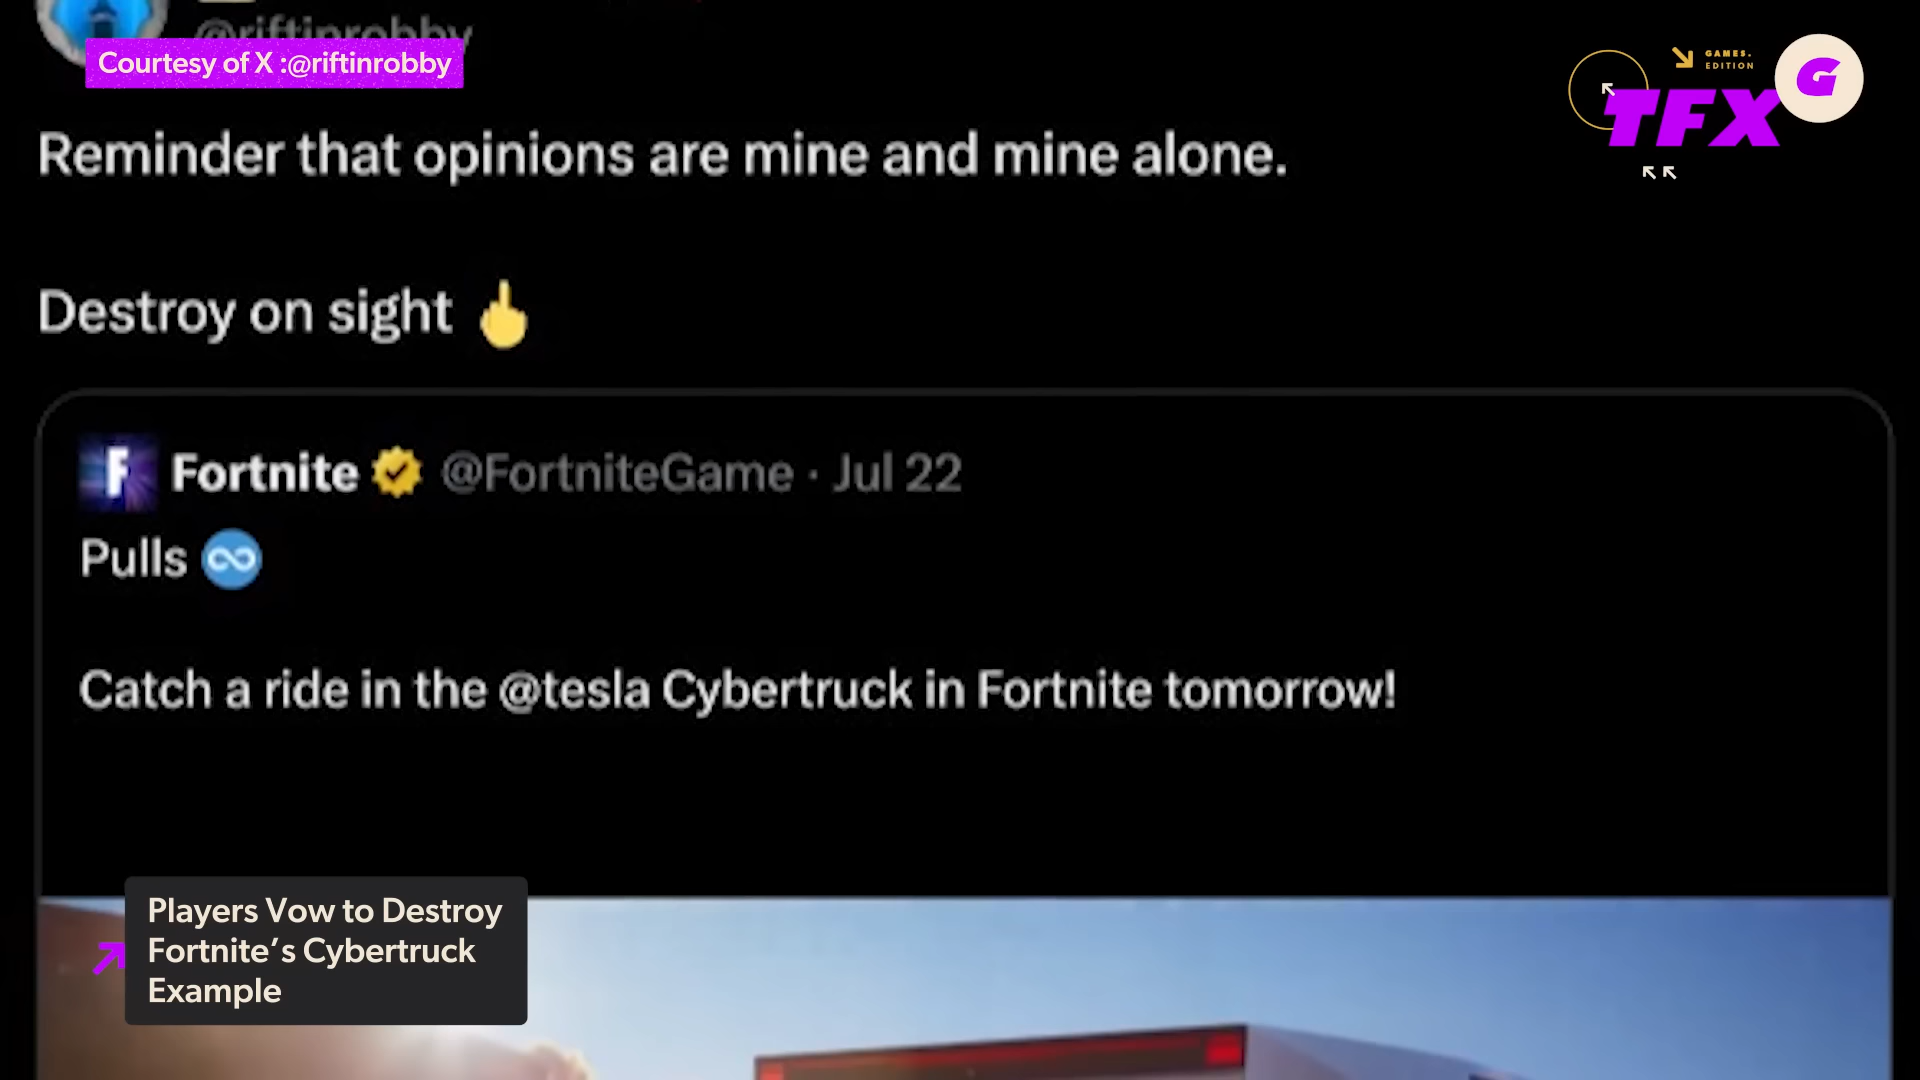 @riftinrobby
Courtesy of X :@riftinrobby
GAMES.
EDITION
TFX
G
Reminder that opinions are mine and mine alone.
Destroy on sight 🖕
F
Fortnite @FortniteGame · Jul 22
Pulls ♾️
Catch a ride in the @tesla Cybertruck in Fortnite tomorrow!
Players Vow to Destroy
Fortnite’s Cybertruck
Example